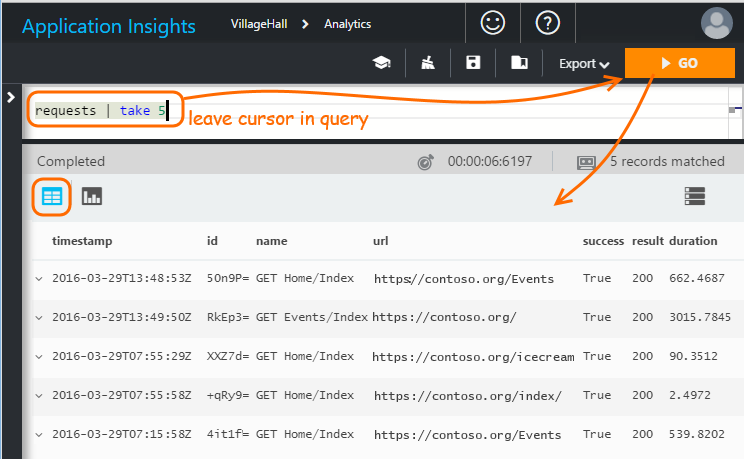 Application Insights VillageHall > Analytics
Export GO
requests | take 5
leave cursor in query
Completed 00:00:06:6197 5 records matched
timestamp id name url success result duration
2016-03-29T13:48:53Z 5On9P= GET Home/Index https://contoso.org/Events True 200 662.4687
2016-03-29T13:49:50Z RkEp3= GET Events/Index https://contoso.org/ True 200 3015.7845
2016-03-29T07:55:29Z XXZ7d= GET Home/Index https://contoso.org/icecream True 200 90.3512
2016-03-29T07:55:58Z +qRy9= GET Home/Index https://contoso.org/index/ True 200 2.4972
2016-03-29T07:15:58Z 4it1f= GET Home/Index https://contoso.org/Events True 200 539.8202